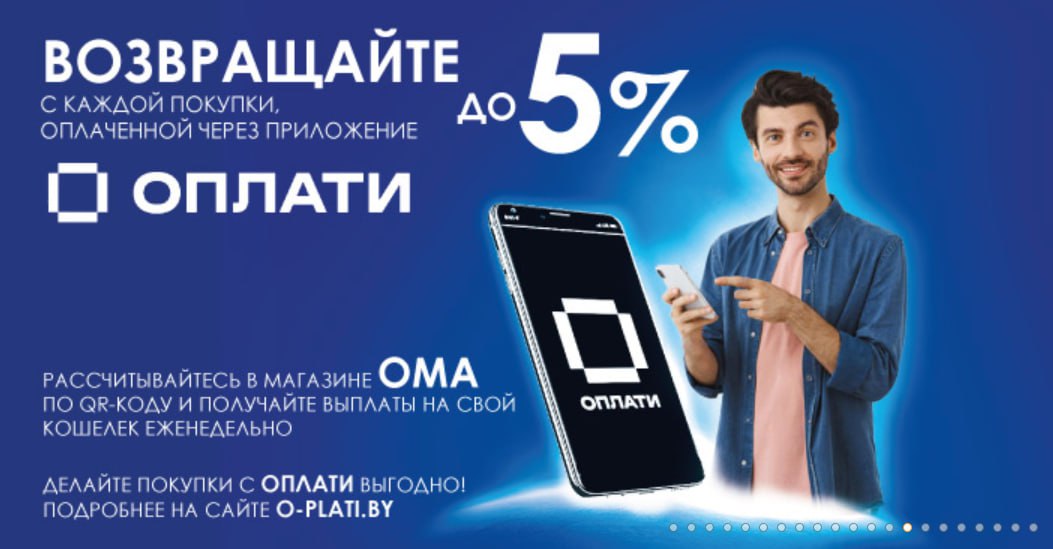 ВОЗВРАЩАЙТЕ
ДО 5%
С КАЖДОЙ ПОКУПКИ,
ОПЛАЧЕННОЙ ЧЕРЕЗ ПРИЛОЖЕНИЕ
ОПЛАТИ
ОПЛАТИ
РАССЧИТЫВАЙТЕСЬ В МАГАЗИНЕ ОМА
ПО QR-КОДУ И ПОЛУЧАЙТЕ ВЫПЛАТЫ НА СВОЙ
КОШЕЛЕК ЕЖЕНЕДЕЛЬНО
ДЕЛАЙТЕ ПОКУПКИ С ОПЛАТИ ВЫГОДНО!
ПОДРОБНЕЕ НА САЙТЕ O-PLATI.BY